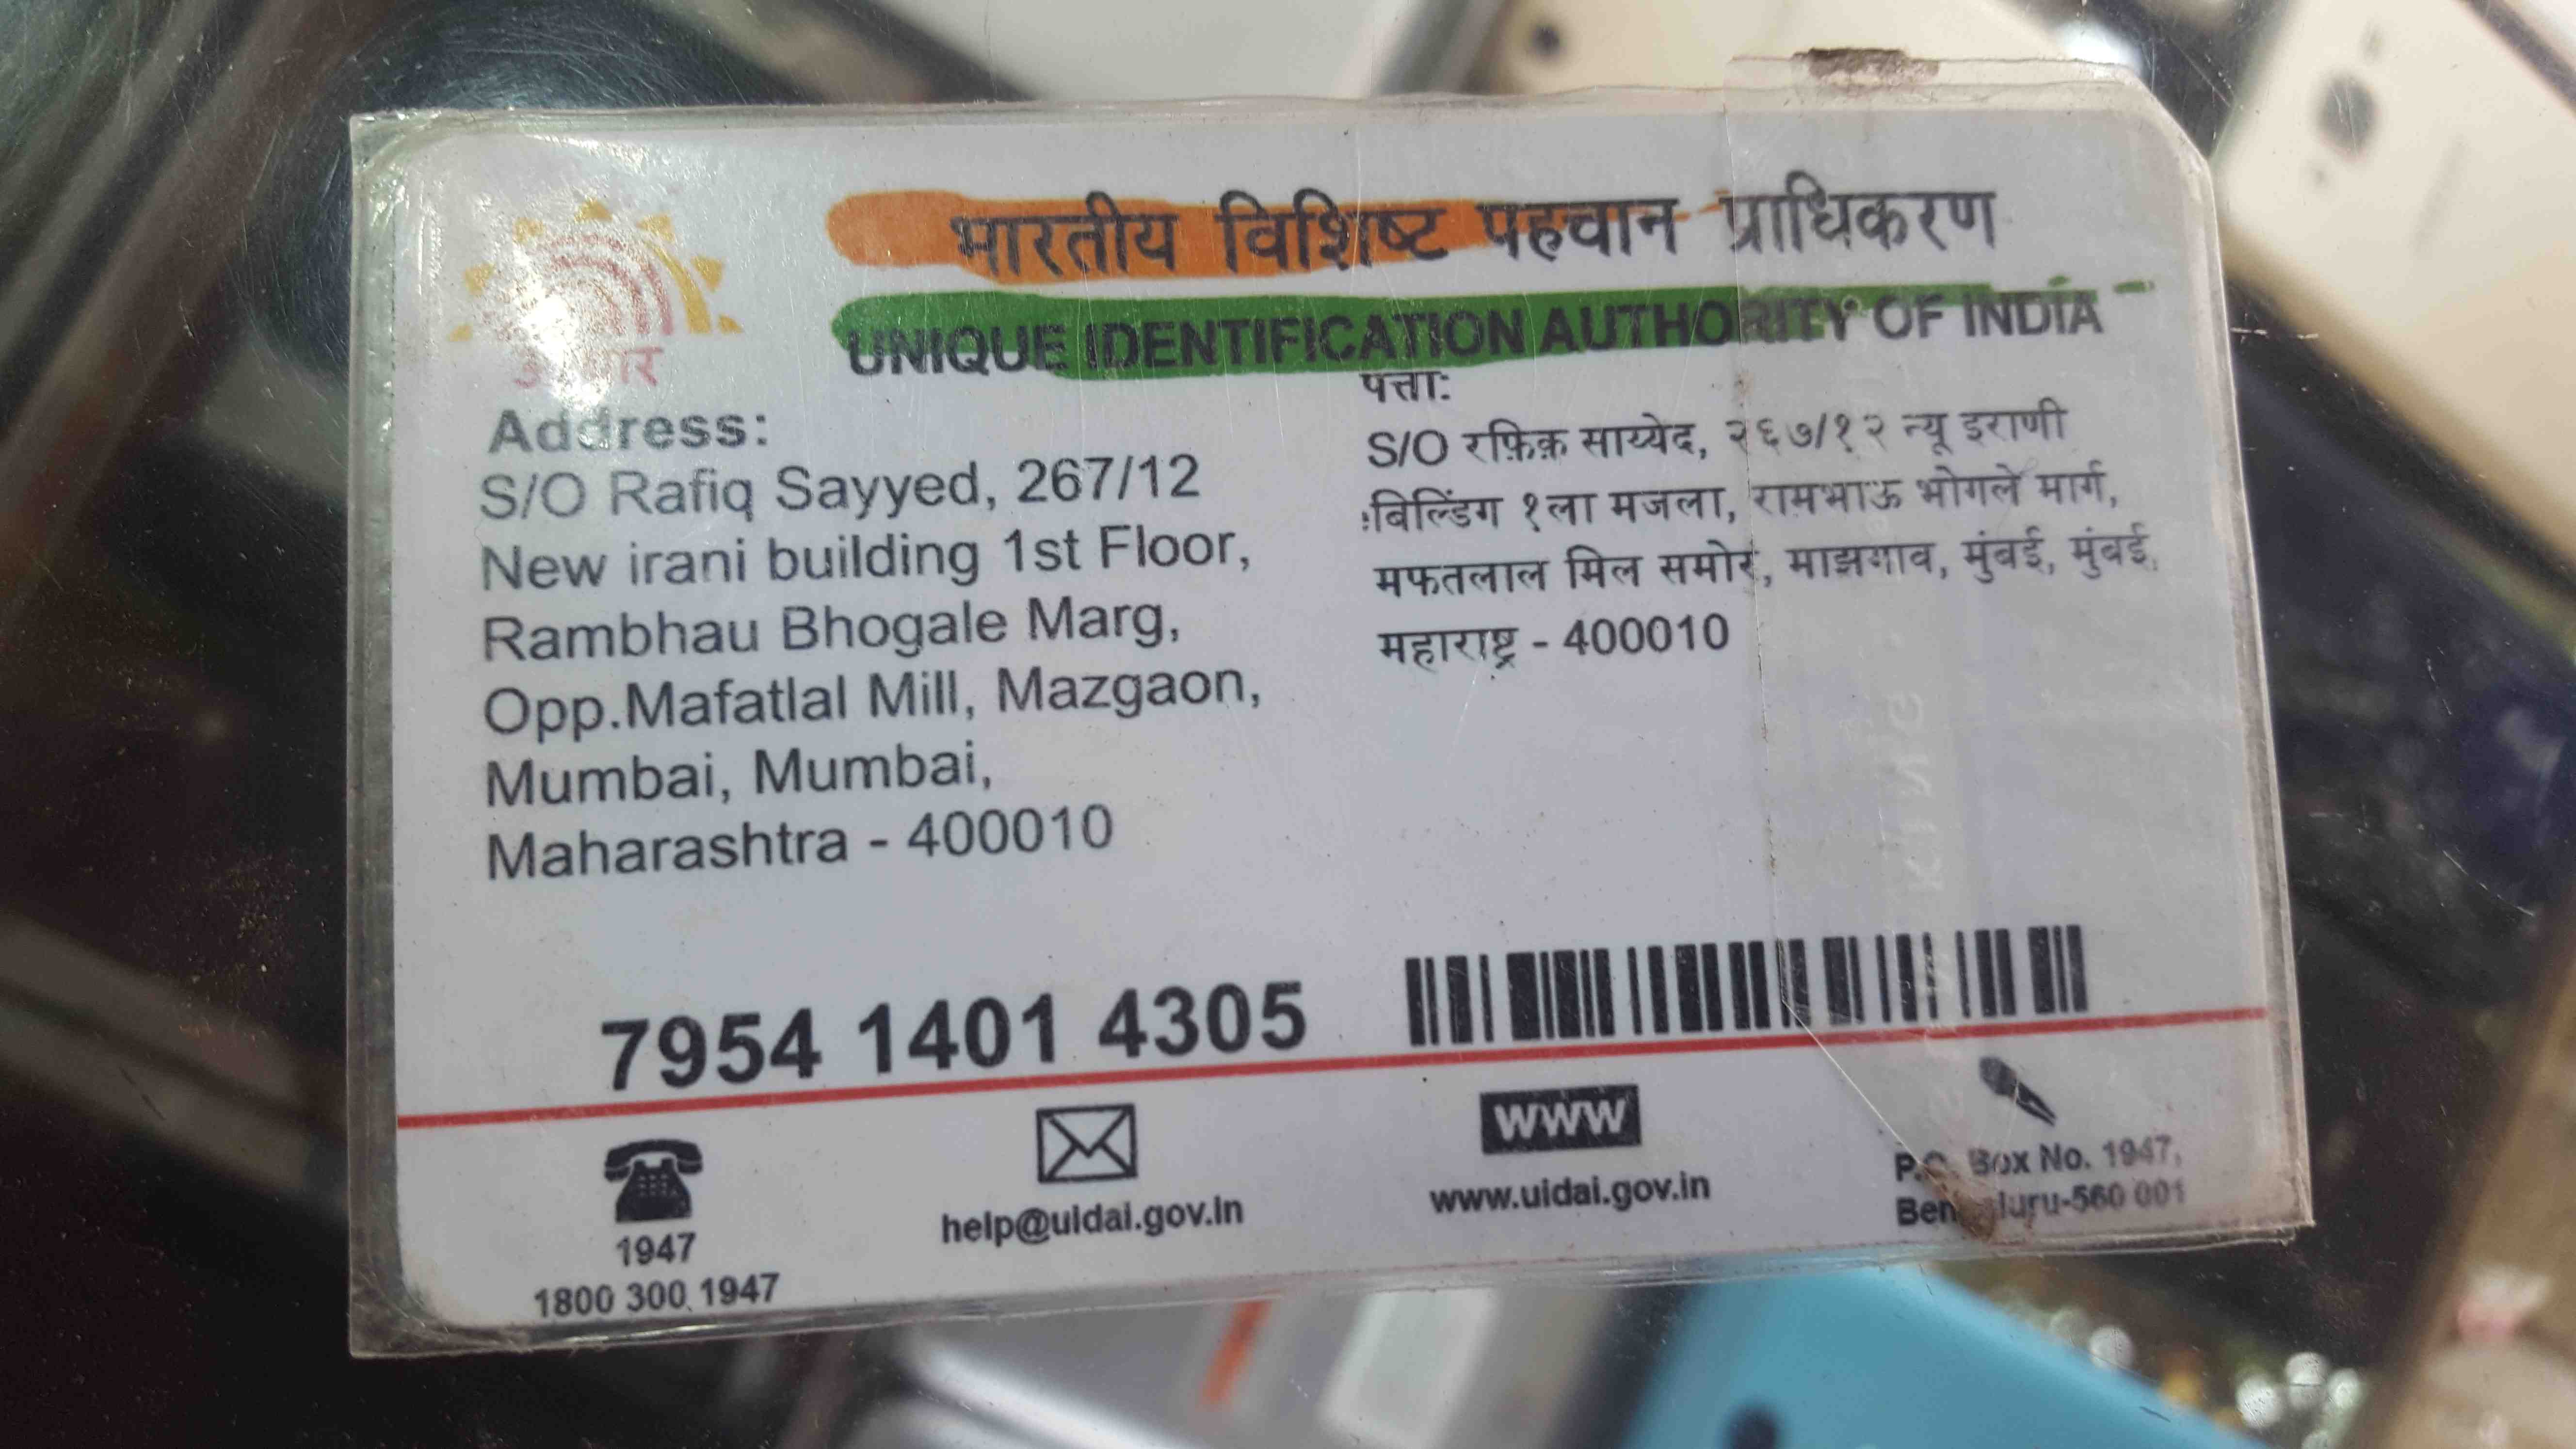 भारतीय विशिष्ट पहचान प्राधिकरण
UNIQUE IDENTIFICATION AUTHORITY OF INDIA
Address:
S/O Rafiq Sayyed, 267/12
New irani building 1st Floor,
Rambhau Bhogale Marg,
Opp.Mafatlal Mill, Mazgaon,
Mumbai, Mumbai,
Maharashtra - 400010
पत्ता:
S/O रफ़िक़ साय्येद, २६७/१२ न्यू इराणी
बिल्डिंग १ला मजला, रामभाऊ भोगले मार्ग,
मफतलाल मिल समोर, माझगाव, मुंबई, मुंबई,
महाराष्ट्र - 400010
7954 1401 4305
1947
1800 300 1947
help@uidai.gov.in
www
www.uidai.gov.in
P.O. Box No. 1947,
Bengaluru-560 001